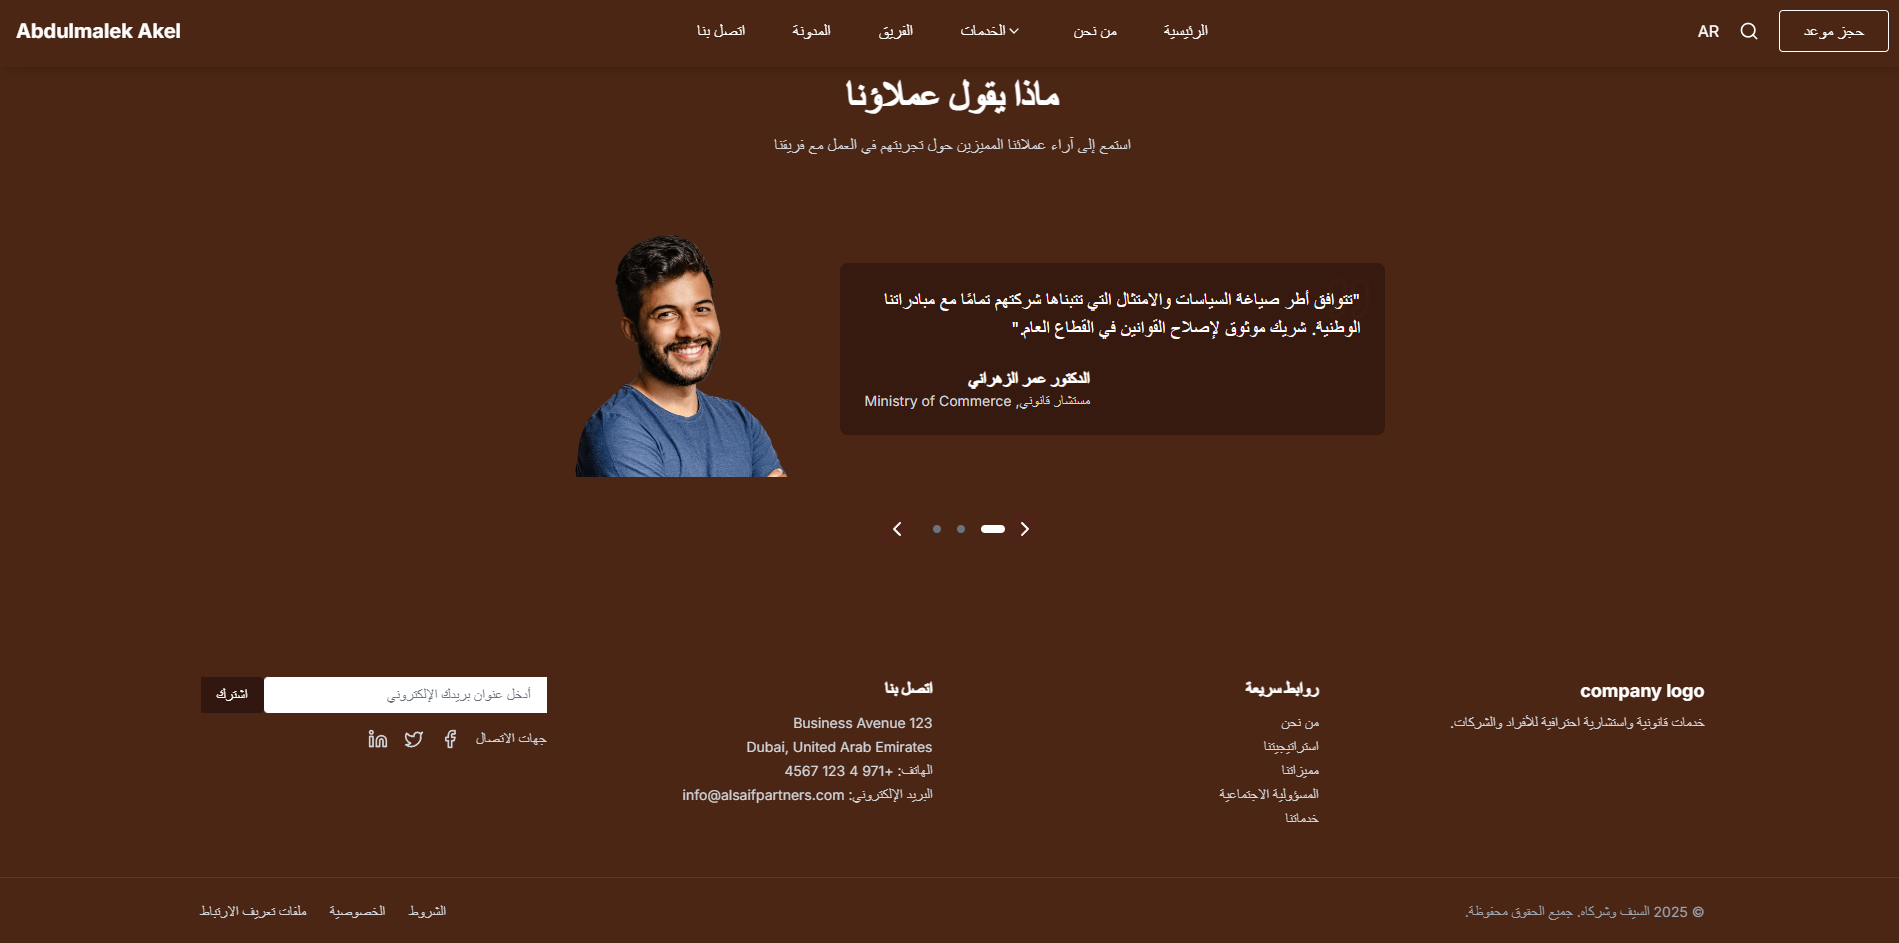 Abdulmalek Akel
الرئيسية
من نحن
الخدمات
الفريق
المدونة
اتصل بنا
AR
حجز موعد
ماذا يقول عملاؤنا
استمع إلى آراء عملائنا المميزين حول تجربتهم في العمل مع فريقنا
"تتوافق أطر صياغة السياسات والامتثال التي تتبناها شركتهم تمامًا مع مبادراتنا
الوطنية. شريك موثوق لإصلاح القوانين في القطاع العام."
الدكتور عمر الزهراني
مستشار قانوني, Ministry of Commerce
company logo
خدمات قانونية واستشارية احترافية للأفراد والشركات.
روابط سريعة
من نحن
استراتيجيتنا
مميزاتنا
المسؤولية الاجتماعية
خدماتنا
اتصل بنا
Business Avenue 123
Dubai, United Arab Emirates
الهاتف: +971 4 123 4567
البريد الإلكتروني: info@alsaifpartners.com
أدخل عنوان بريدك الإلكتروني
اشترك
جهات الاتصال
© 2025 السيف وشركاه. جميع الحقوق محفوظة.
الشروط
الخصوصية
ملفات تعريف الارتباط